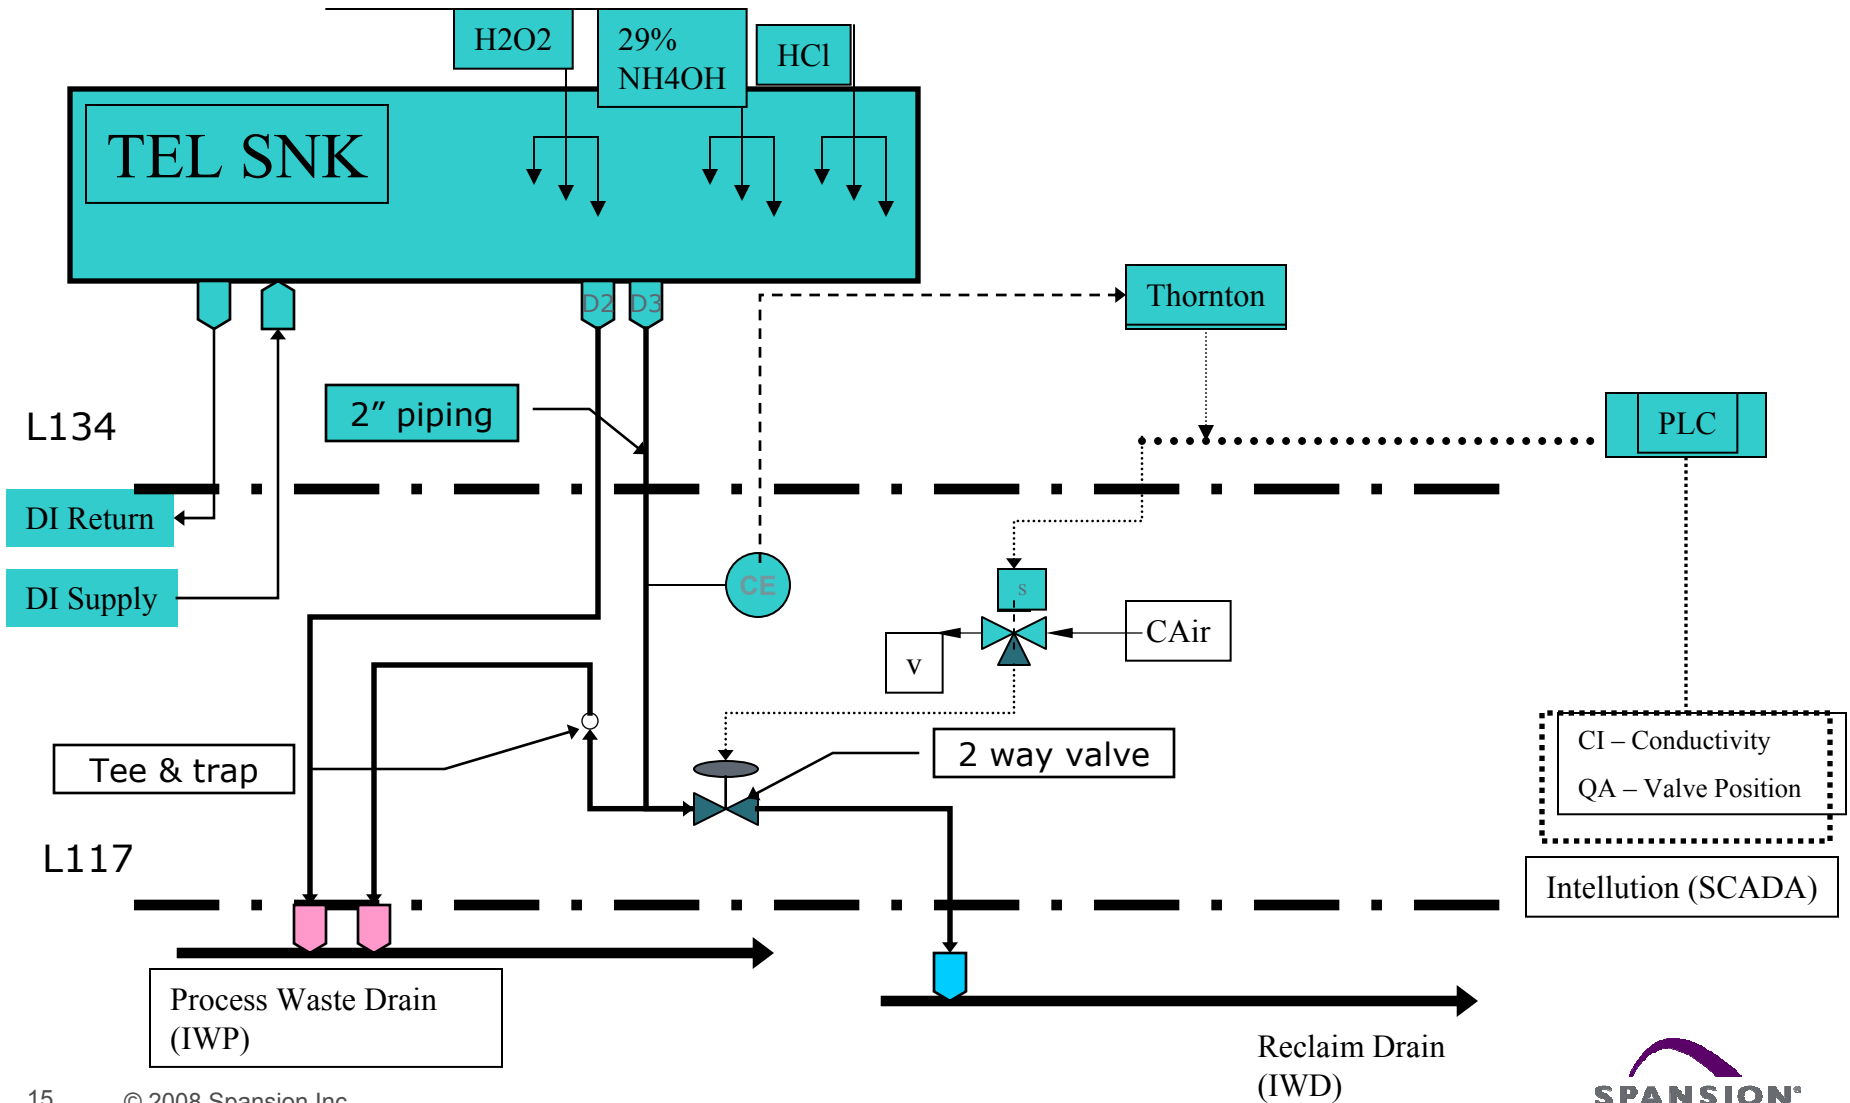 H2O2
29%
NH4OH
HCl
TEL SNK
D2
D3
Thornton
2” piping
L134
PLC
DI Return
CE
DI Supply
s
CAir
v
2 way valve
CI – Conductivity
Tee & trap
QA – Valve Position
L117
Intellution (SCADA)
Process Waste Drain
(IWP)
Reclaim Drain
(IWD)
15
© 2008 Spansion Inc
SPANSION